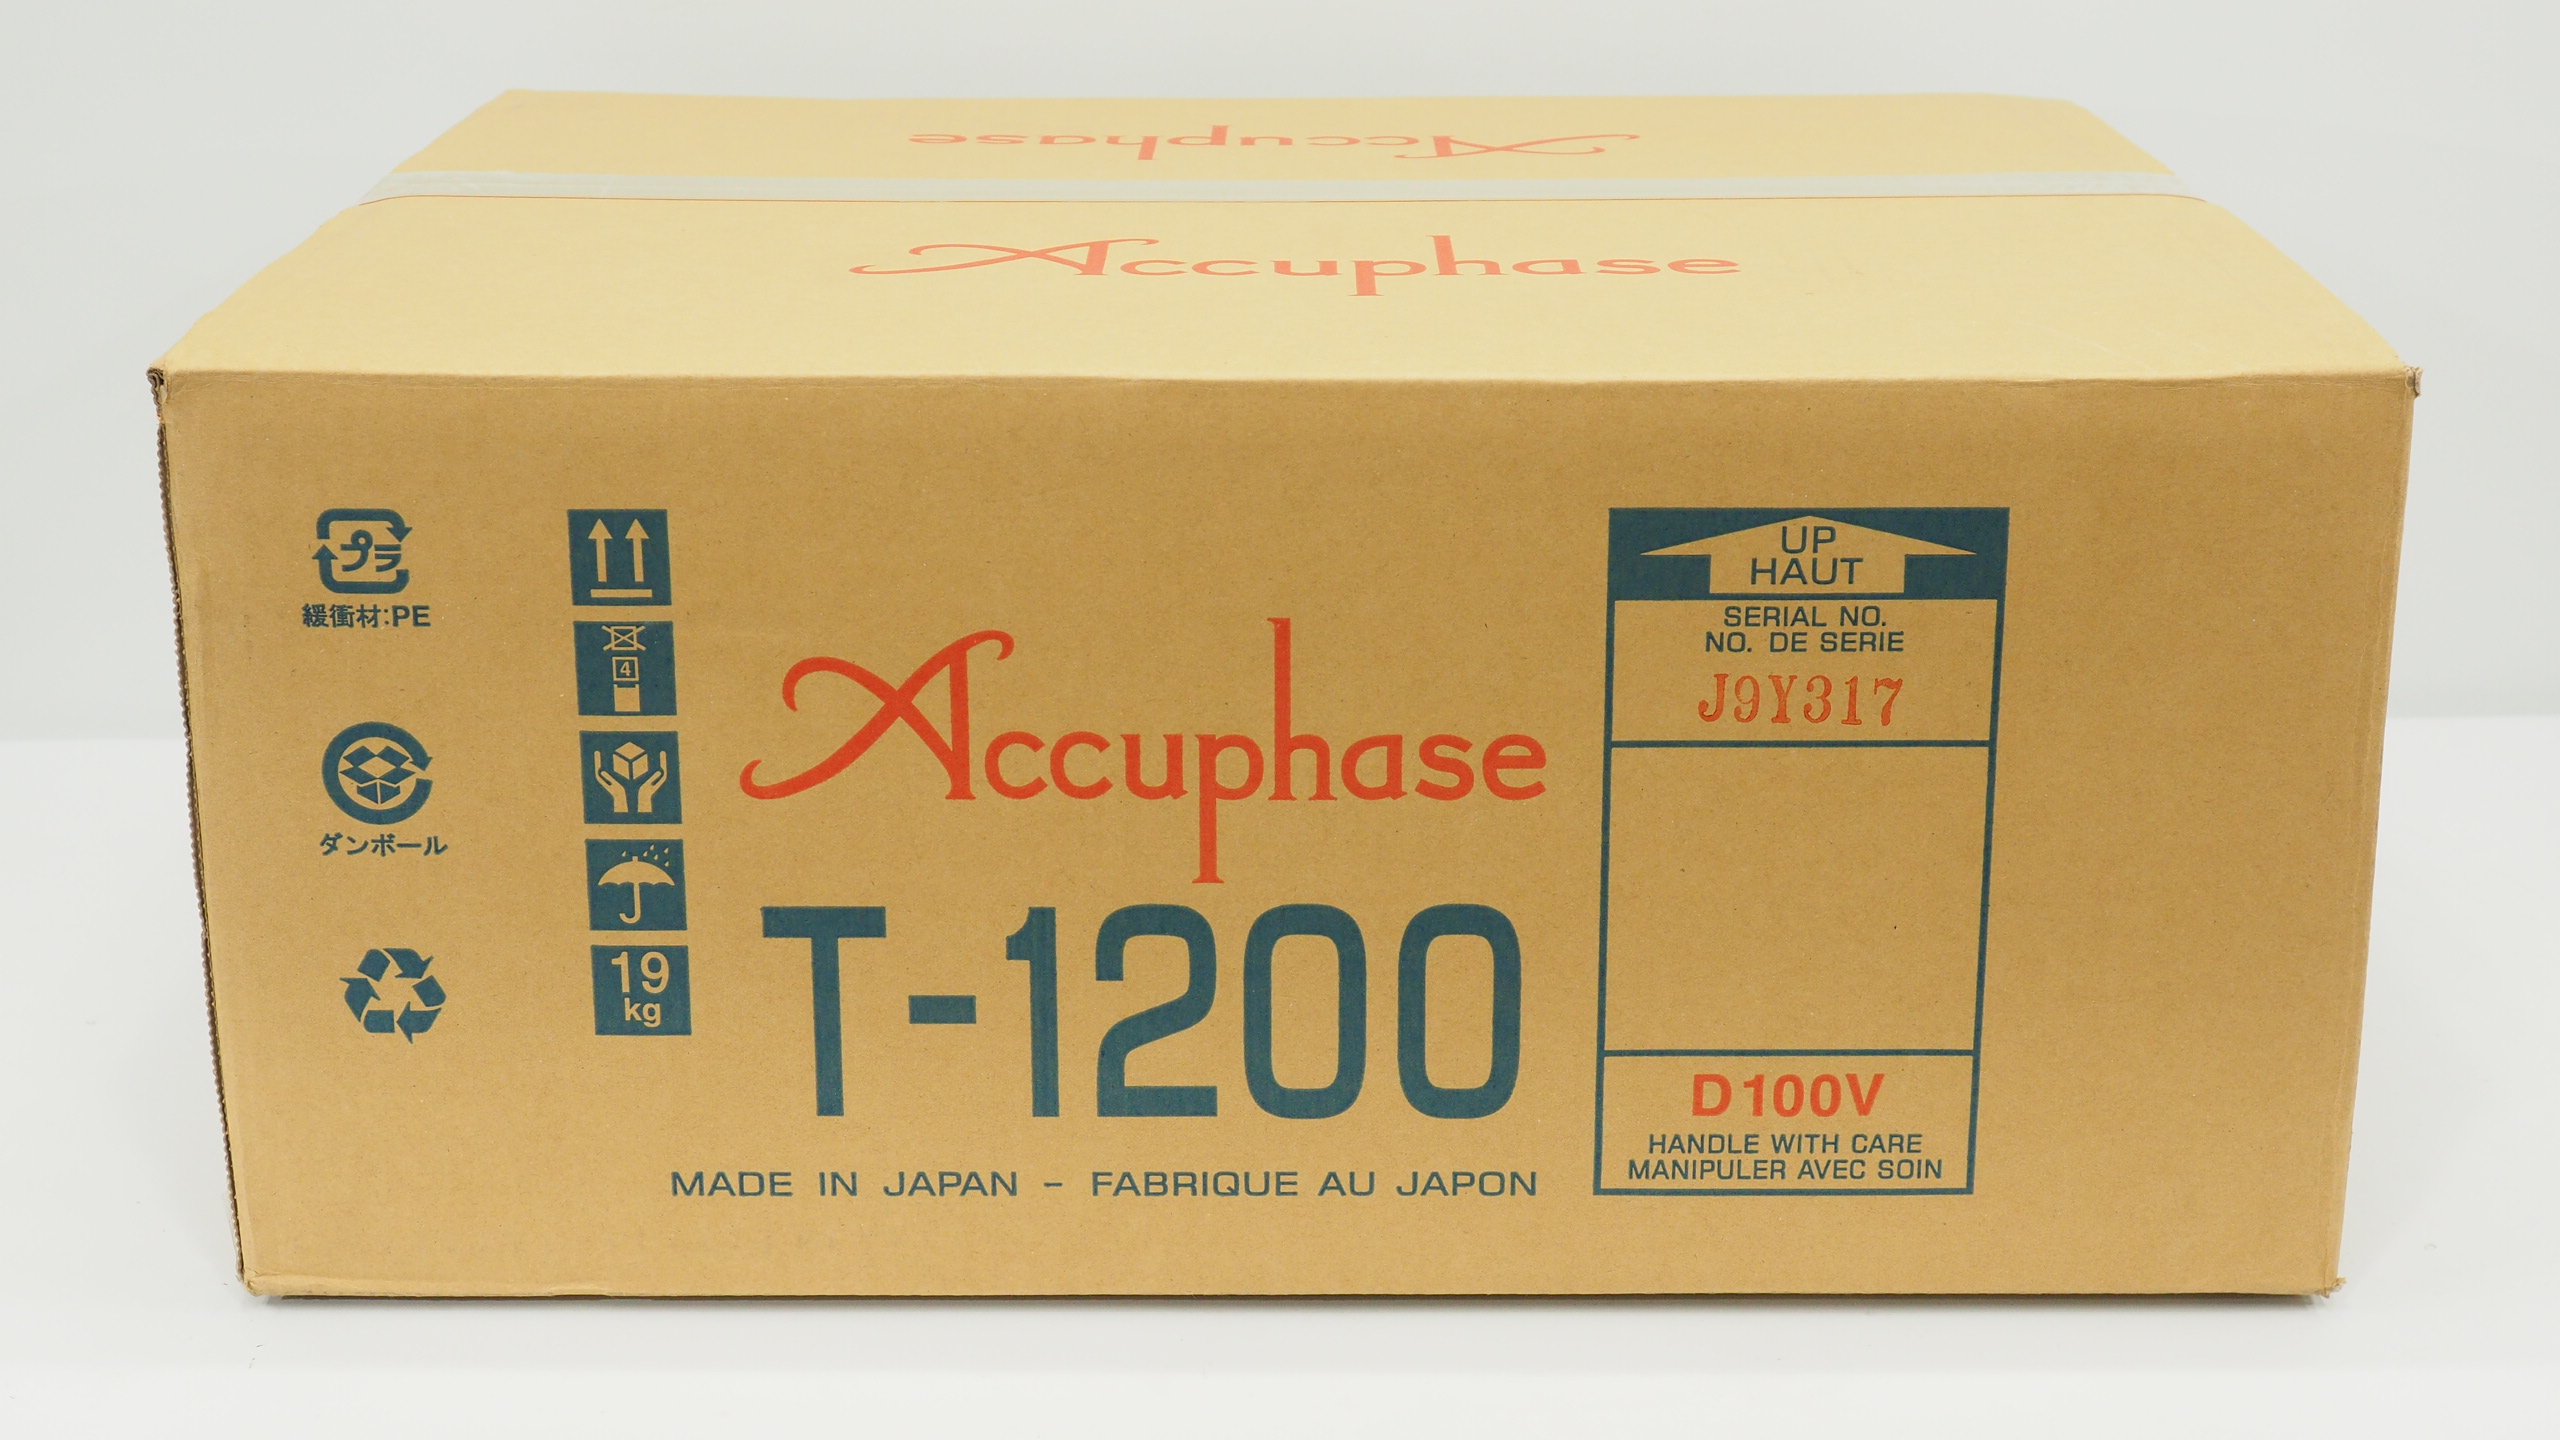 Accuphase
Accuphase
プラ
緩衝材:PE
ダンボール
4
19
kg
Accuphase
T-1200
MADE IN JAPAN - FABRIQUE AU JAPON
UP
HAUT
SERIAL NO.
NO. DE SERIE
J9Y317
D100V
HANDLE WITH CARE
MANIPULER AVEC SOIN